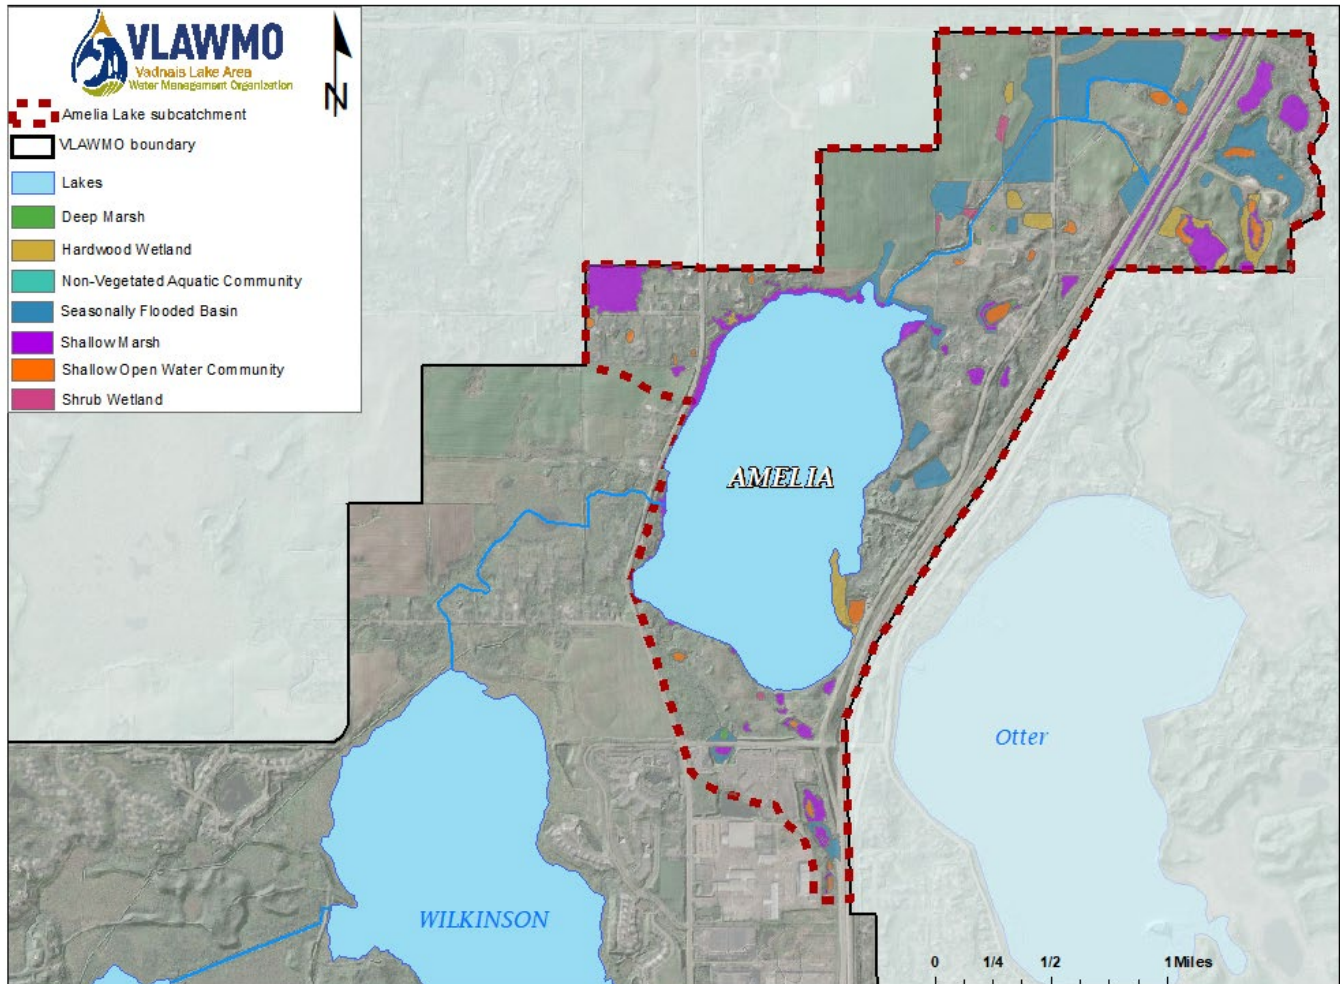 VLAWMO
Vadnais Lake Area
Water Management Organization
N
Amelia Lake subcatchment
VLAWMO boundary
Lakes
Deep Marsh
Hardwood Wetland
Non-Vegetated Aquatic Community
Seasonally Flooded Basin
Shallow Marsh
Shallow Open Water Community
Shrub Wetland
AMELIA
Otter
WILKINSON
0 1/4 1/2 1 Miles